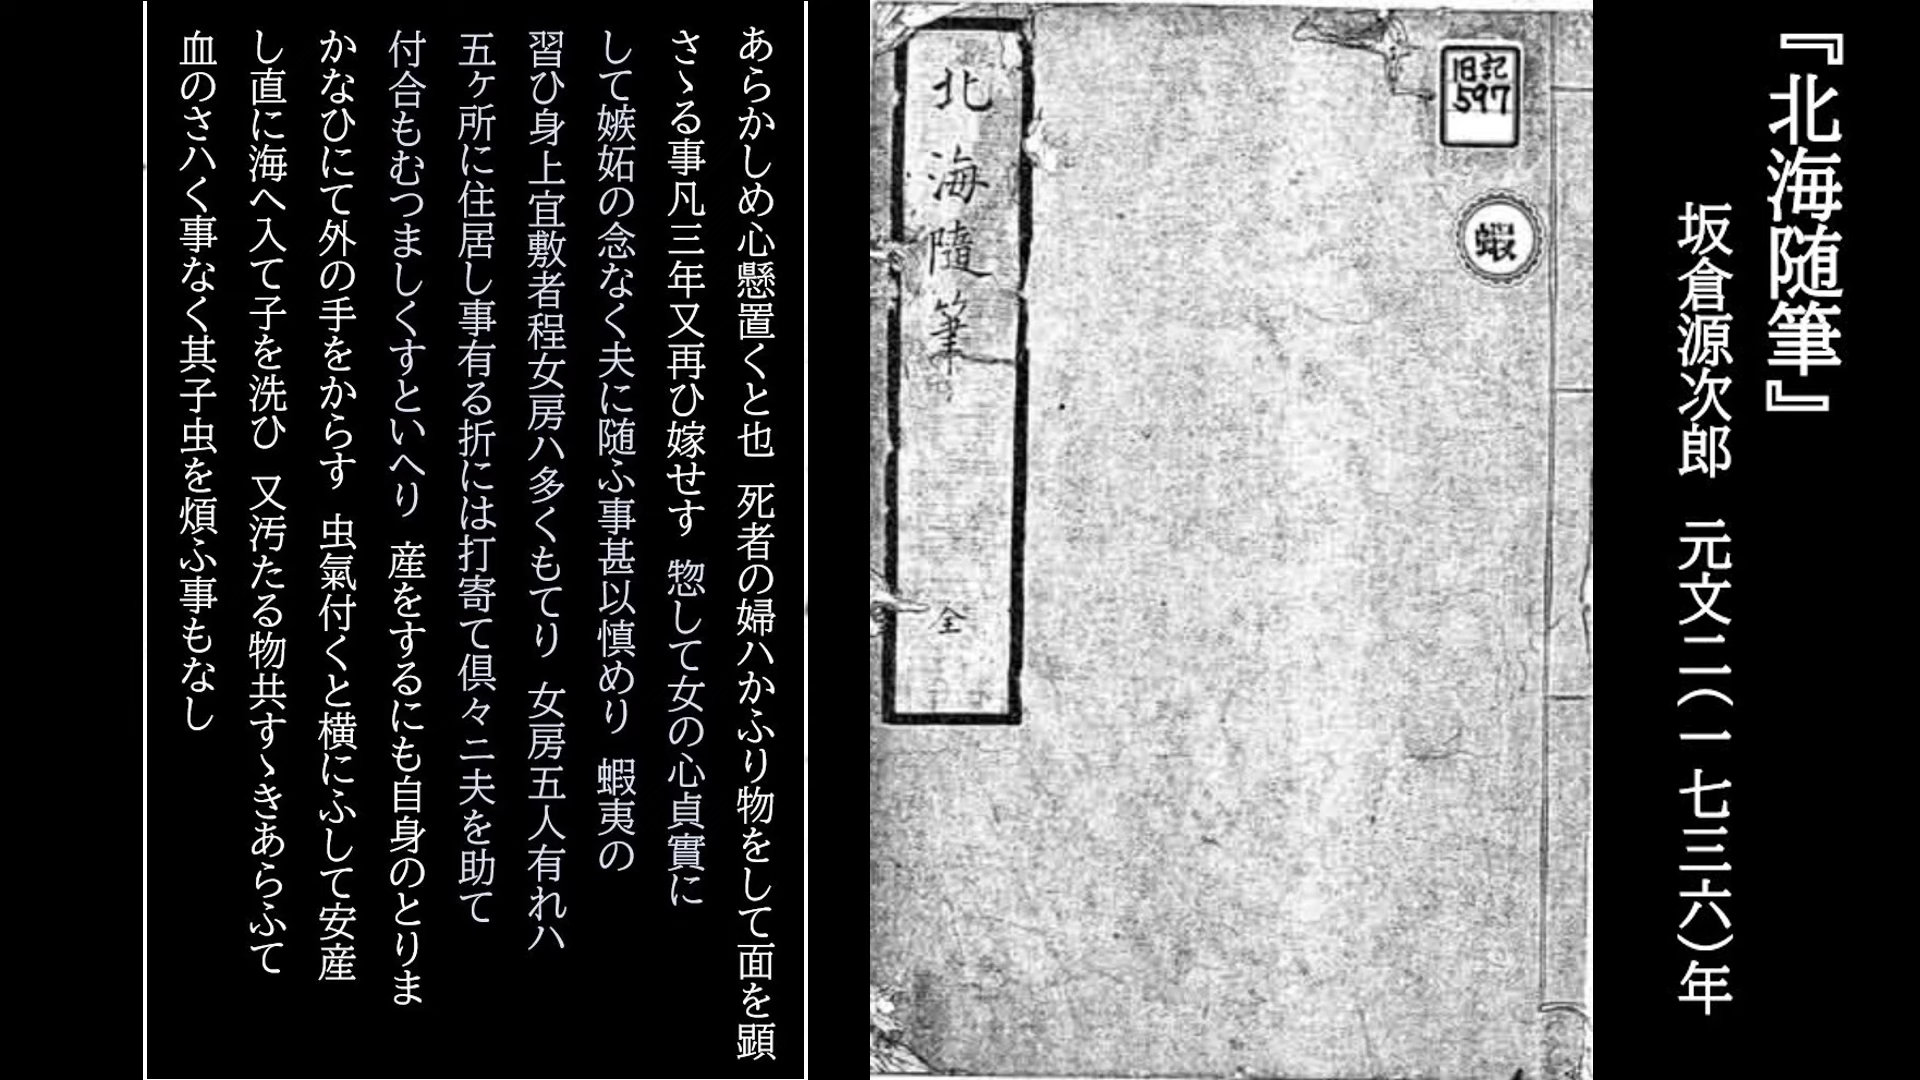 『北海随筆』
坂倉源次郎 元文二(一七三六)年
旧記
597
蝦
北海隨筆
全
あらかしめ心懸置くと也 死者の婦ハかふり物をして面を顕
さゝる事凡三年又再ひ嫁せす 惣して女の心貞實に
して嫉妬の念なく夫に随ふ事甚以慎めり 蝦夷の
習ひ身上宜敷者程女房ハ多くもてり 女房五人有れハ
五ヶ所に住居し事有る折には打寄て倶々ニ夫を助て
付合もむつましくすといへり 産をするにも自身のとりま
かなひにて外の手をからす 虫氣付くと横にふして安産
し直に海へ入て子を洗ひ 又汚たる物共すゝきあらふて
血のさハく事なく其子虫を煩ふ事もなし